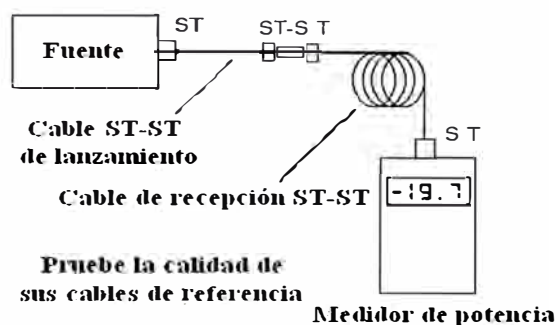 ST
ST-S T
Fuente
Cable ST-ST
de lanzamiento
S T
Cable de recepción ST-ST
-19.7
Pruebe la calidad de
sus cables de referencia
Medidor de potencia